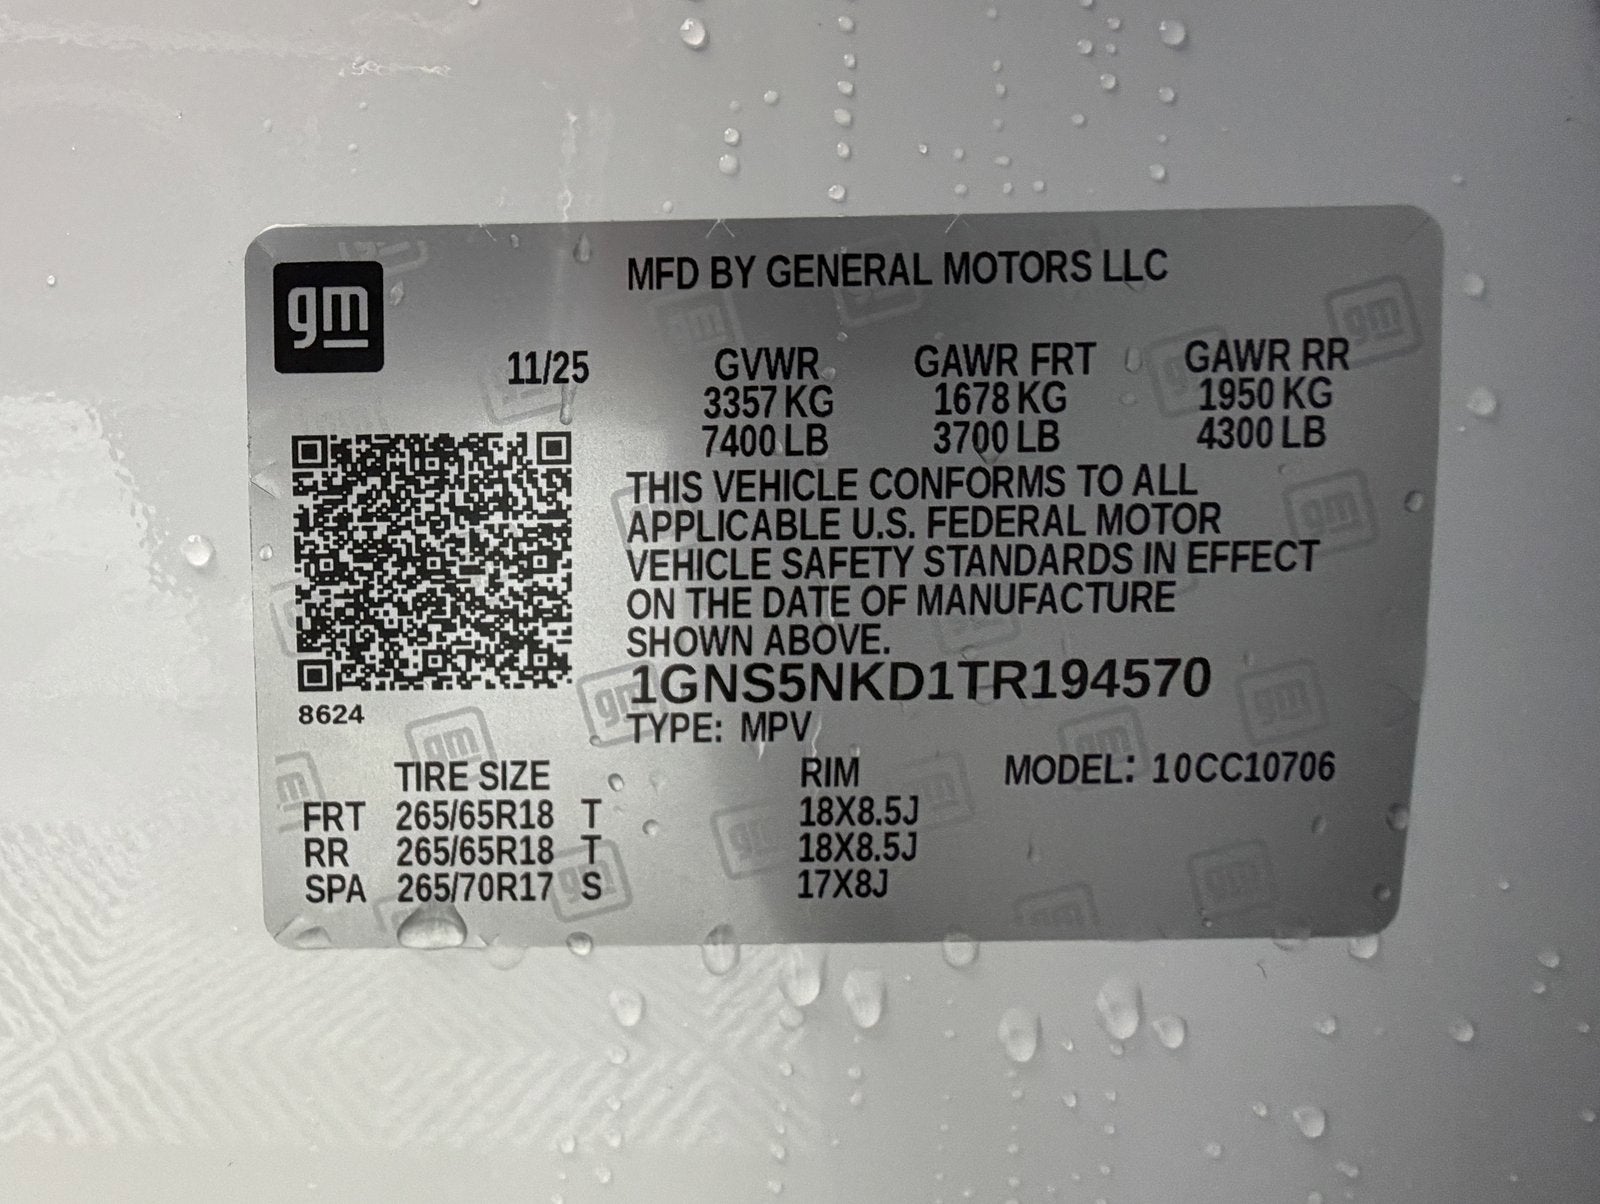 gm
MFD BY GENERAL MOTORS LLC
11/25
GVWR GAWR FRT GAWR RR
3357 KG 1678 KG 1950 KG
7400 LB 3700 LB 4300 LB
THIS VEHICLE CONFORMS TO ALL
APPLICABLE U.S. FEDERAL MOTOR
VEHICLE SAFETY STANDARDS IN EFFECT
ON THE DATE OF MANUFACTURE
SHOWN ABOVE.
1GNS5NKD1TR194570
8624
TYPE: MPV
TIRE SIZE RIM MODEL: 10CC10706
FRT 265/65R18 T 18X8.5J
RR 265/65R18 T 18X8.5J
SPA 265/70R17 S 17X8J